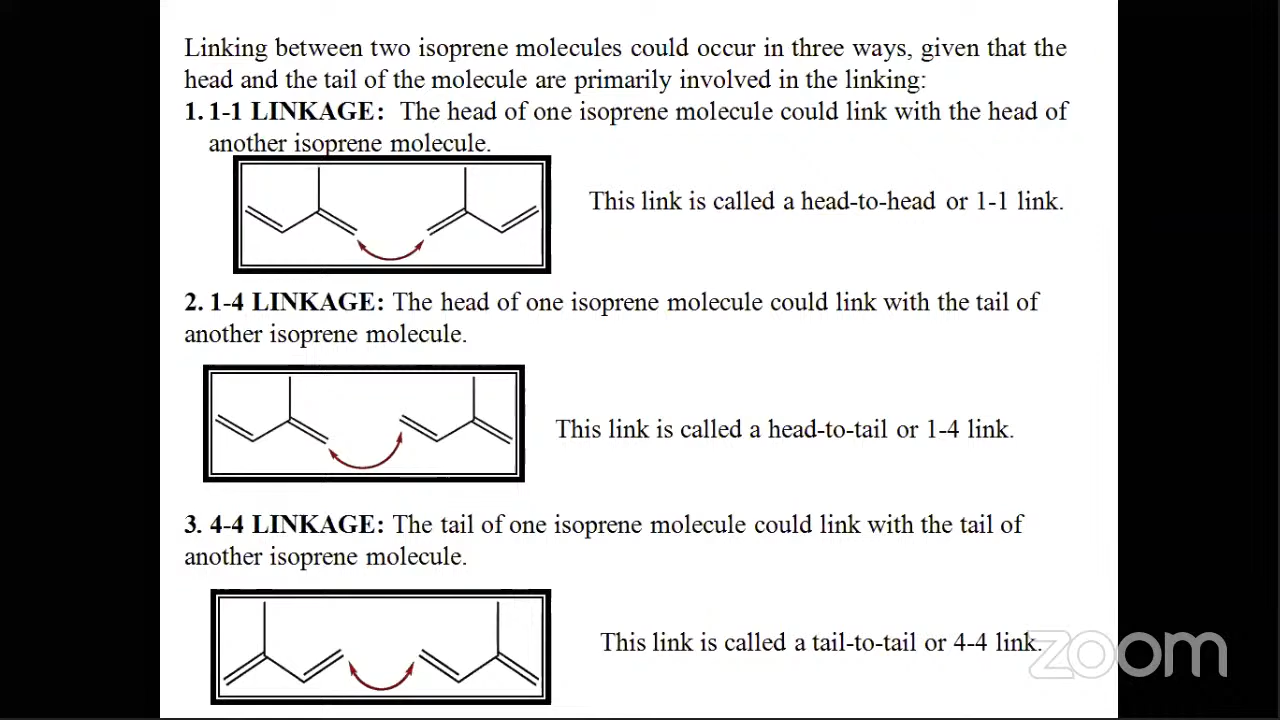 Linking between two isoprene molecules could occur in three ways, given that the
head and the tail of the molecule are primarily involved in the linking:
1. 1-1 LINKAGE: The head of one isoprene molecule could link with the head of
another isoprene molecule.
This link is called a head-to-head or 1-1 link.
2. 1-4 LINKAGE: The head of one isoprene molecule could link with the tail of
another isoprene molecule.
This link is called a head-to-tail or 1-4 link.
3. 4-4 LINKAGE: The tail of one isoprene molecule could link with the tail of
another isoprene molecule.
This link is called a tail-to-tail or 4-4 link.
zoom